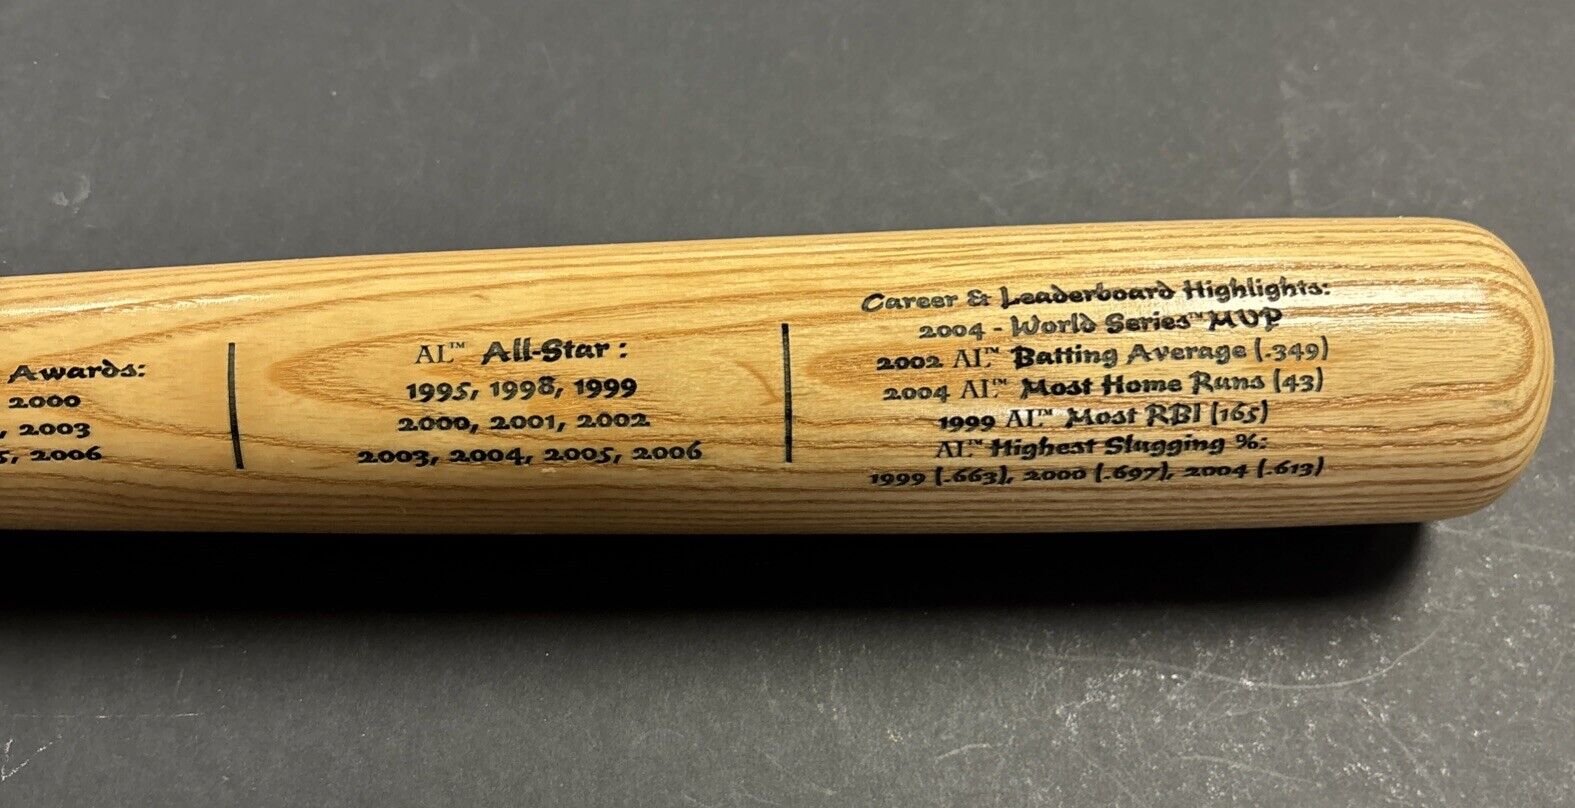 Awards:
2000
, 2003
5, 2006
AL™ All-Star :
1995, 1998, 1999
2000, 2001, 2002
2003, 2004, 2005, 2006
Career & Leaderboard Highlights:
2004 - World Series™ MVP
2002 AL™ Batting Average (.349)
2004 AL™ Most Home Runs (43)
1999 AL™ Most RBI (165)
AL™ Highest Slugging %:
1999 (.663), 2000 (.697), 2004 (.613)